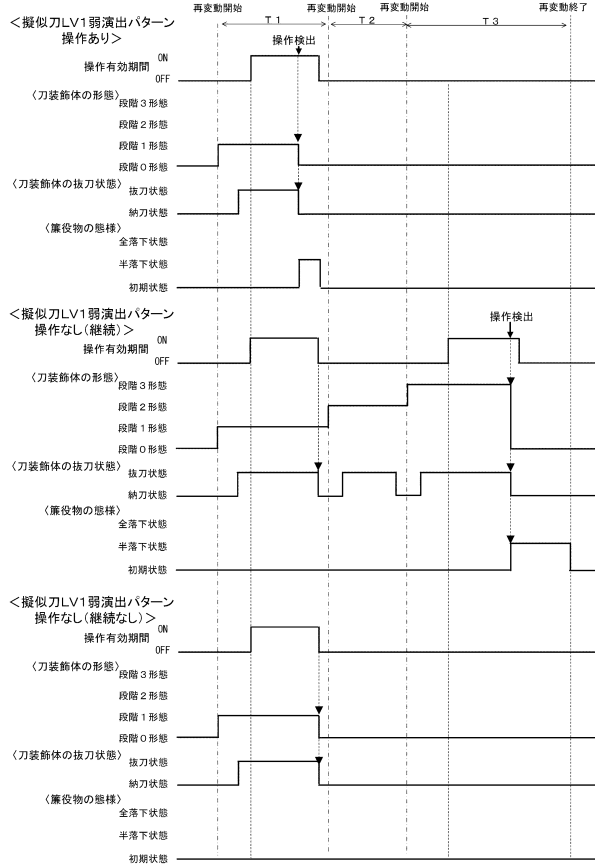 再変動開始 再変動開始 再変動開始 再変動終了
T1 T2 T3
<擬似刀LV1弱演出パターン
操作あり>
操作検出
操作有効期間
ON
OFF
〈刀装飾体の形態〉
段階3形態
段階2形態
段階1形態
段階0形態
〈刀装飾体の抜刀状態〉
抜刀状態
納刀状態
〈簾役物の態様〉
全落下状態
半落下状態
初期状態
<擬似刀LV1弱演出パターン
操作なし(継続)>
操作検出
操作有効期間
ON
OFF
〈刀装飾体の形態〉
段階3形態
段階2形態
段階1形態
段階0形態
〈刀装飾体の抜刀状態〉
抜刀状態
納刀状態
〈簾役物の態様〉
全落下状態
半落下状態
初期状態
<擬似刀LV1弱演出パターン
操作なし(継続なし)>
操作有効期間
ON
OFF
〈刀装飾体の形態〉
段階3形態
段階2形態
段階1形態
段階0形態
〈刀装飾体の抜刀状態〉
抜刀状態
納刀状態
〈簾役物の態様〉
全落下状態
半落下状態
初期状態